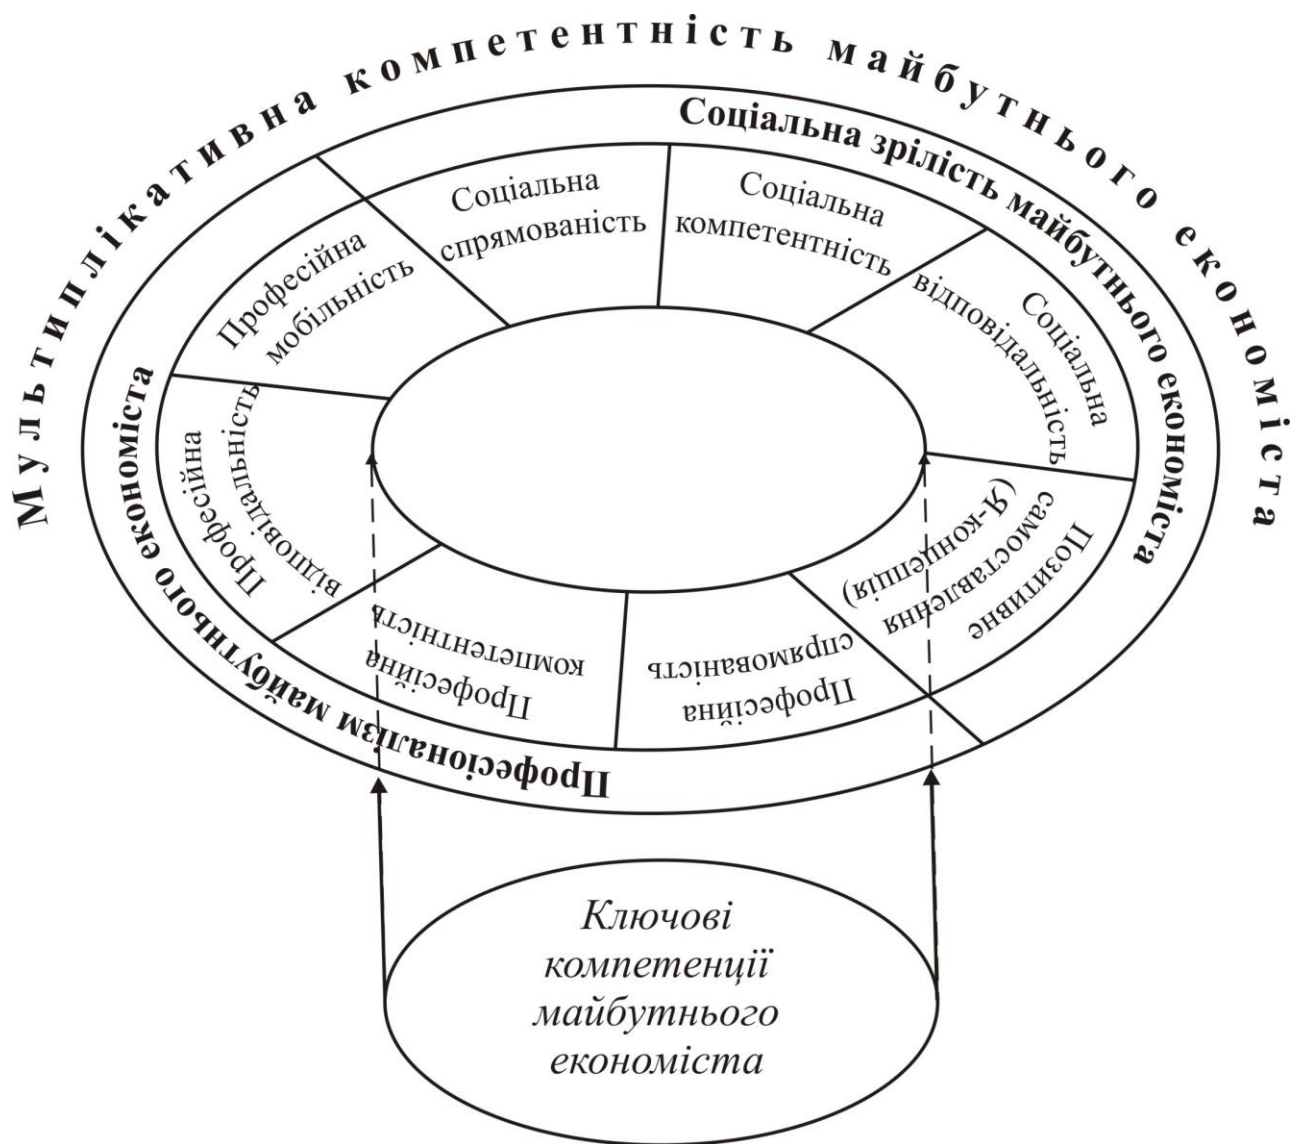 Мультиплікативна компетентність майбутнього економіста
Соціальна зрілість майбутнього економіста
Соціальна
спрямованість
Соціальна
компетентність
Соціальна
відповідальність
Позитивне
самоставлення
(Я-концепція)
Професійна
спрямованість
Професійна
компетентність
Професійна
відповідальність
Професійна
мобільність
Професіоналізм майбутнього економіста
Ключові
компетенції
майбутнього
економіста